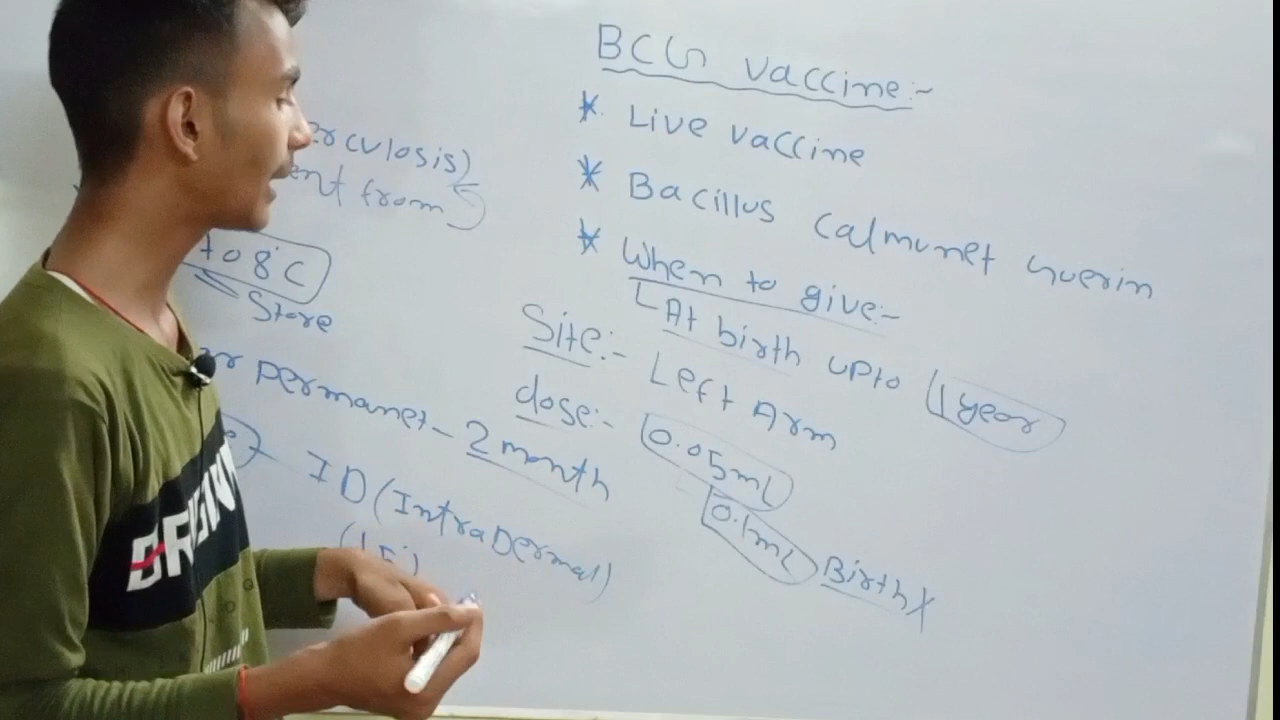 BCG vaccine:-
* Live vaccine
* Bacillus Calmunet Guerin
* When to give:-
At birth upto 1 year
Site:- Left Arm
dose:- 0.05ml
0.1ml Birth X
erculosis)
ent from
to 8°C
Store
permanet - 2 month
ID (IntraDermal)